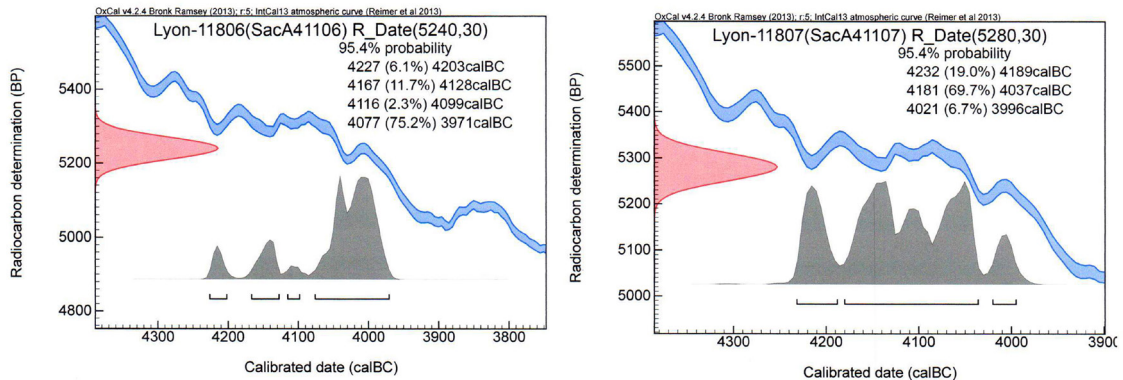 OxCal v4.2.4 Bronk Ramsey (2013); r:5; IntCal13 atmospheric curve (Reimer et al 2013)
Lyon-11806(SacA41106) R_Date(5240,30)
95.4% probability
4227 (6.1%) 4203calBC
4167 (11.7%) 4128calBC
4116 (2.3%) 4099calBC
4077 (75.2%) 3971calBC
Radiocarbon determination (BP)
5400
5200
5000
4800
4300 4200 4100 4000 3900 3800
Calibrated date (calBC)
OxCal v4.2.4 Bronk Ramsey (2013); r:5; IntCal13 atmospheric curve (Reimer et al 2013)
Lyon-11807(SacA41107) R_Date(5280,30)
95.4% probability
4232 (19.0%) 4189calBC
4181 (69.7%) 4037calBC
4021 (6.7%) 3996calBC
Radiocarbon determination (BP)
5500
5400
5300
5200
5100
5000
4300 4200 4100 4000 3900
Calibrated date (calBC)